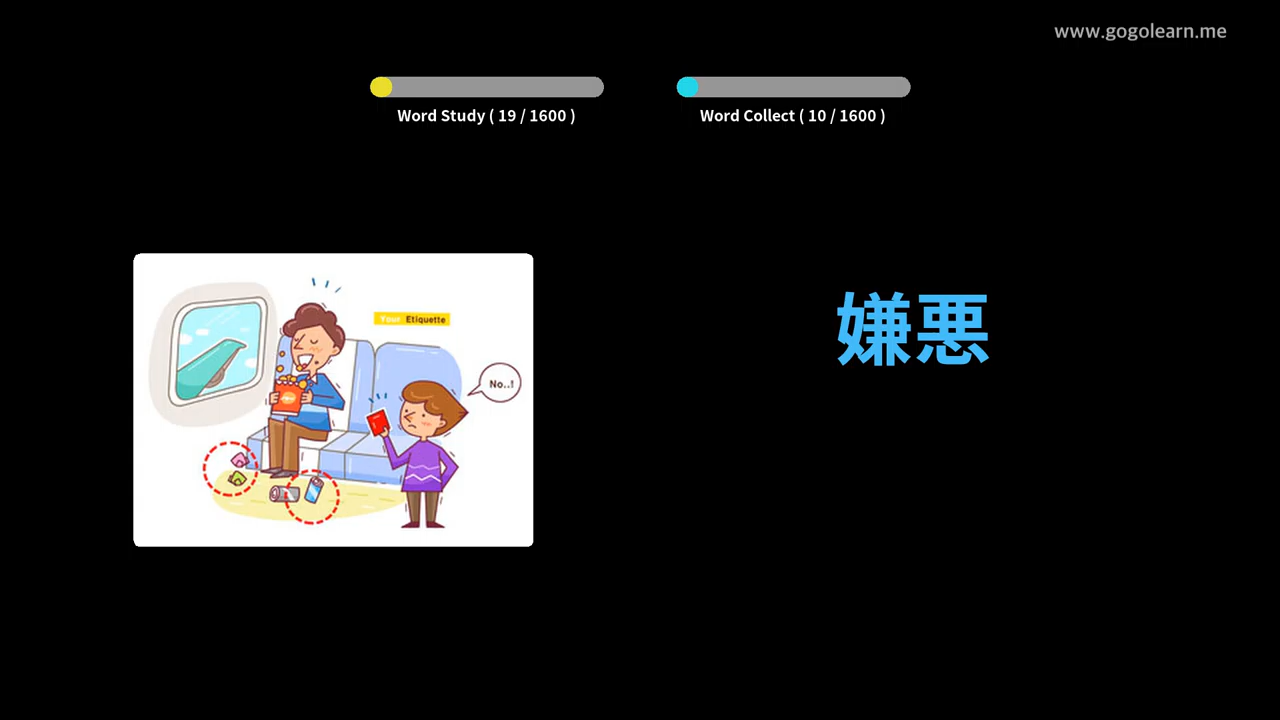 www.gogolearn.me
Word Study ( 19 / 1600 )
Word Collect ( 10 / 1600 )
Your Etiquette
No..!
嫌悪